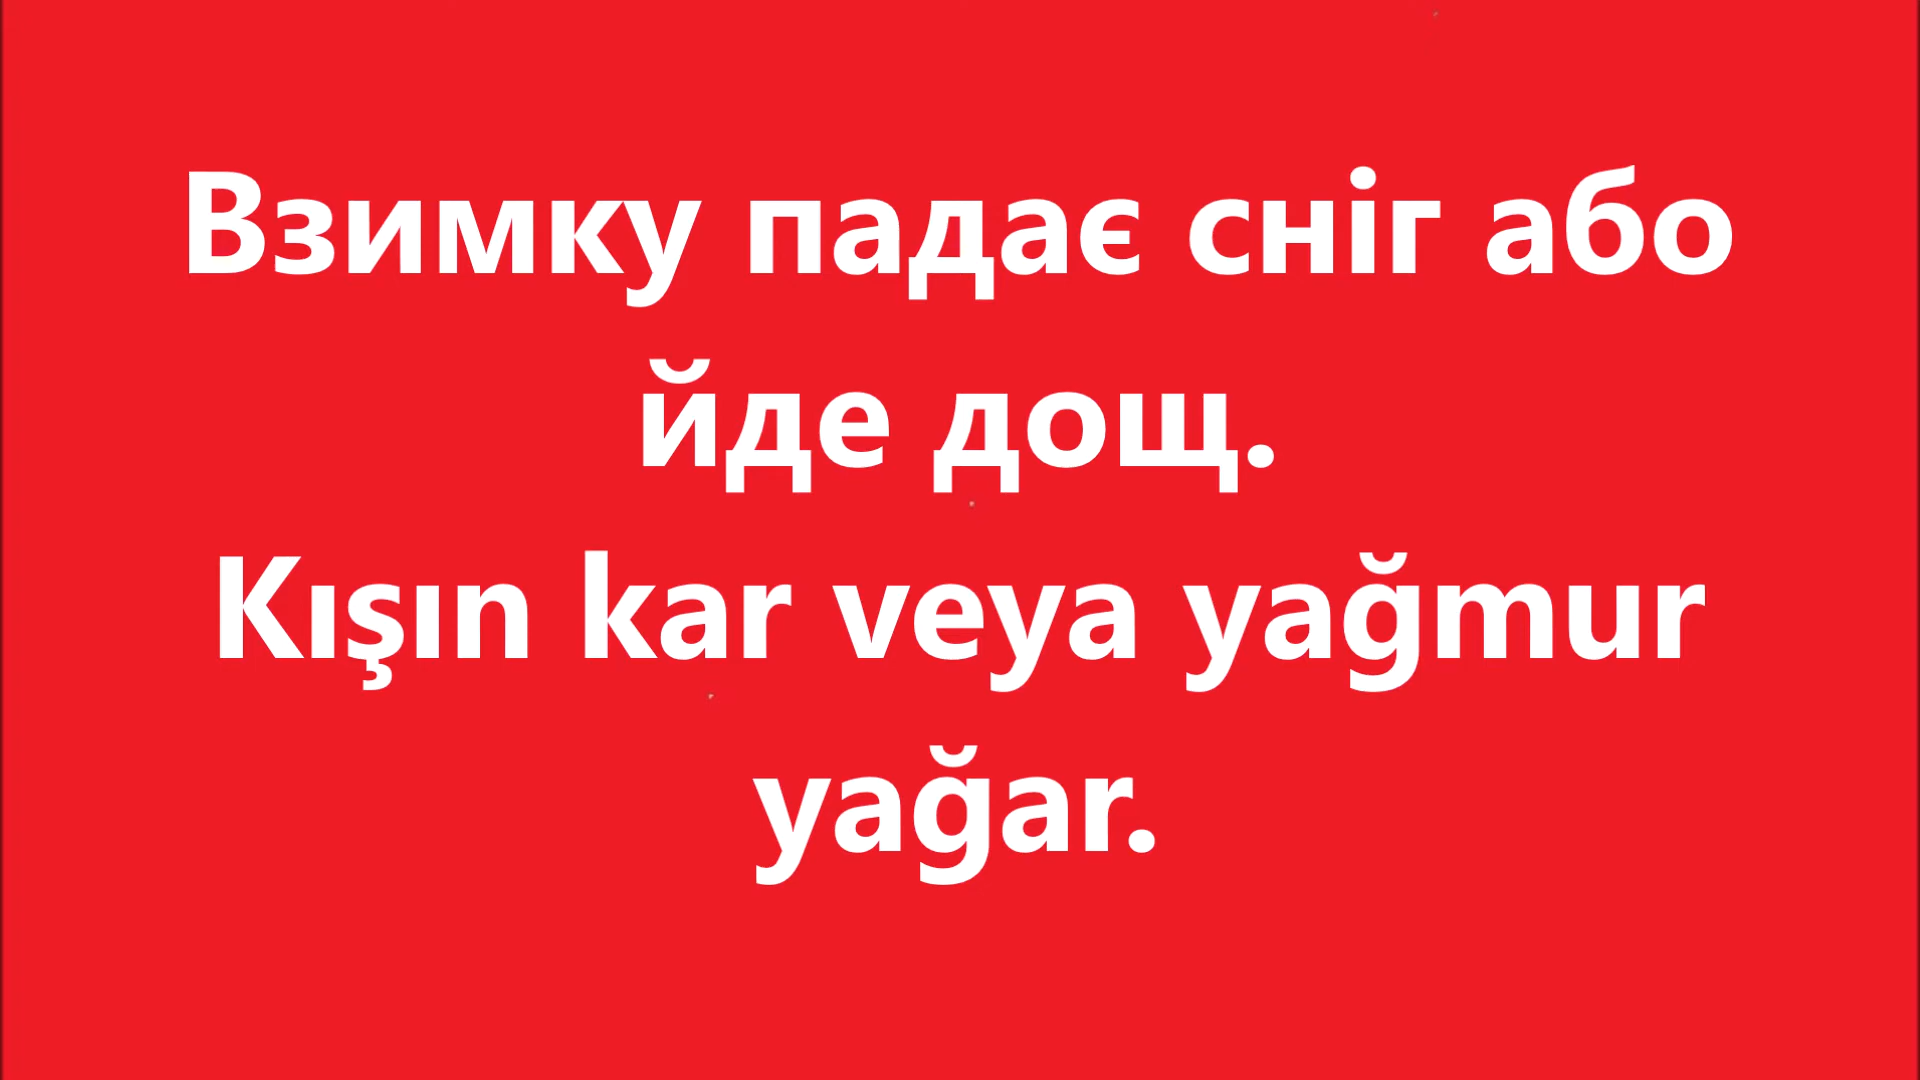 Взимку падає сніг або
йде дощ.
Kışın kar veya yağmur
yağar.